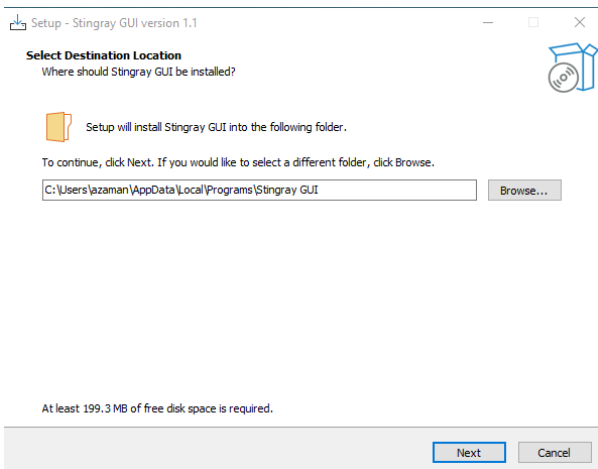 Setup - Stingray GUI version 1.1
Select Destination Location
Where should Stingray GUI be installed?
Setup will install Stingray GUI into the following folder.
To continue, click Next. If you would like to select a different folder, click Browse.
C:\Users\azaman\AppData\Local\Programs\Stingray GUI
Browse...
At least 199.3 MB of free disk space is required.
Next
Cancel